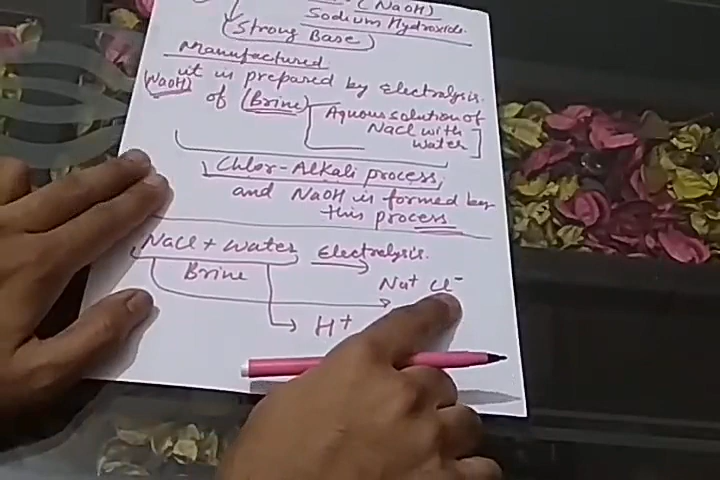 (NaOH)
Sodium Hydroxide.
(Strong Base)
Manufactured
it is prepared by Electrolysis.
(NaOH)
of (Brine)
Aquous solution of
NaCl with
water
Chlor-Alkali process,
and NaOH is formed by
this process
NaCl + Water Electrolysis.
Brine
Na+ Cl-
H+